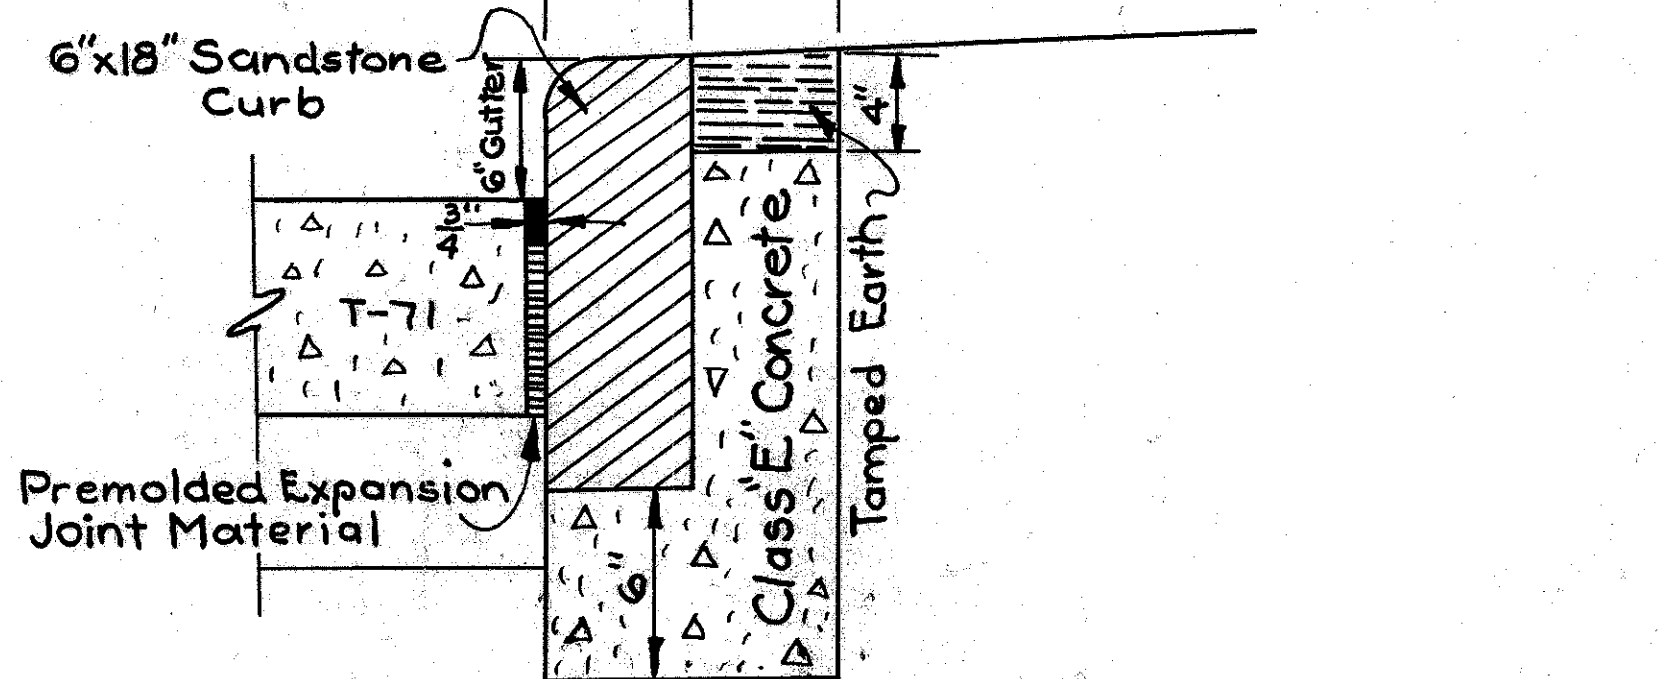 6"x18" Sandstone
Curb
6" Gutter
4"
3/4"
T-71
Class "E" Concrete
Tamped Earth
Premolded Expansion
Joint Material
6"